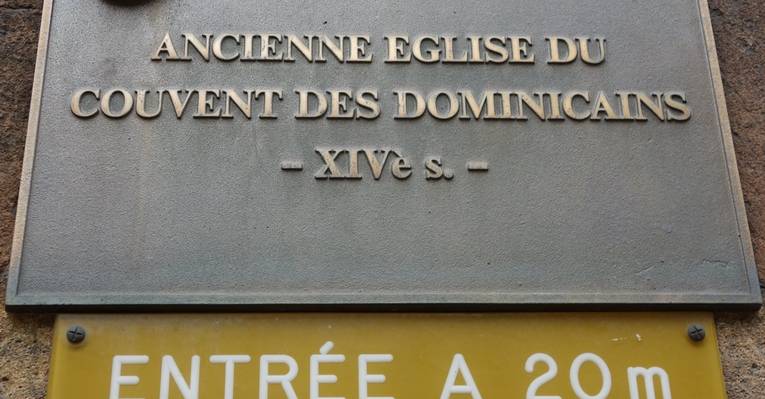 ANCIENNE EGLISE DU
COUVENT DES DOMINICAINS
- XIVè s. -
ENTRÉE A 20m